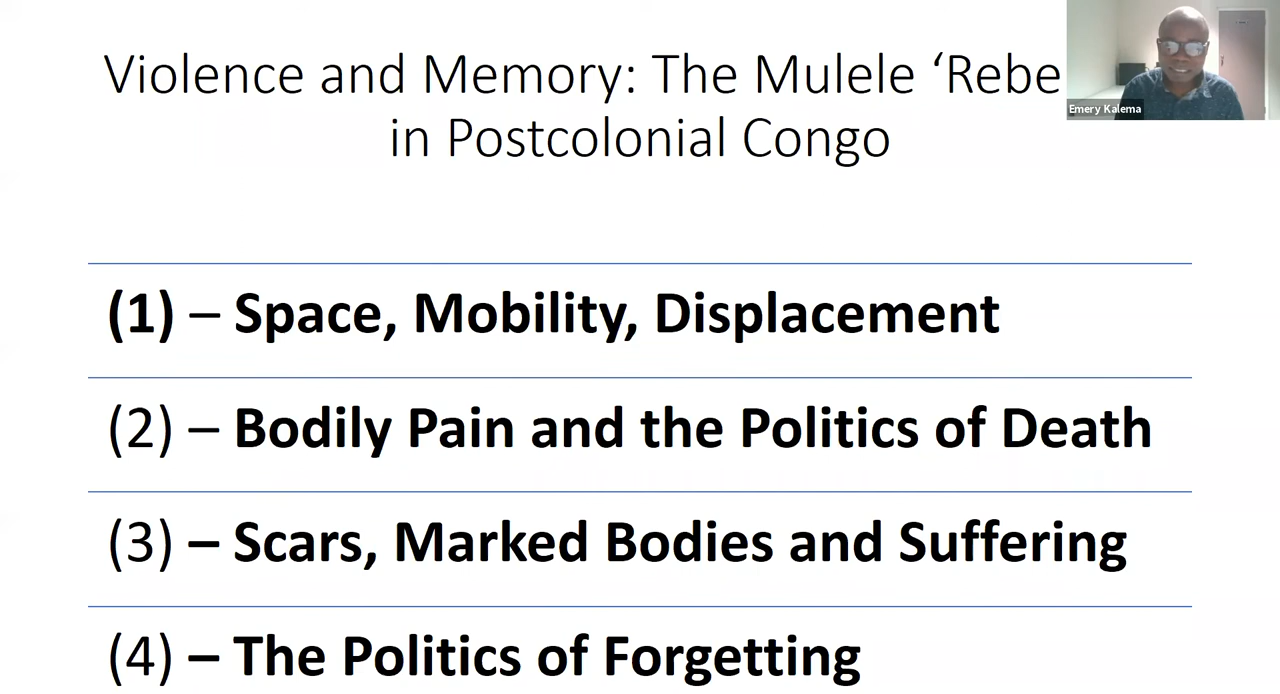 Violence and Memory: The Mulele ‘Rebe
in Postcolonial Congo
Emery Kalema
(1) – Space, Mobility, Displacement
(2) – Bodily Pain and the Politics of Death
(3) – Scars, Marked Bodies and Suffering
(4) – The Politics of Forgetting